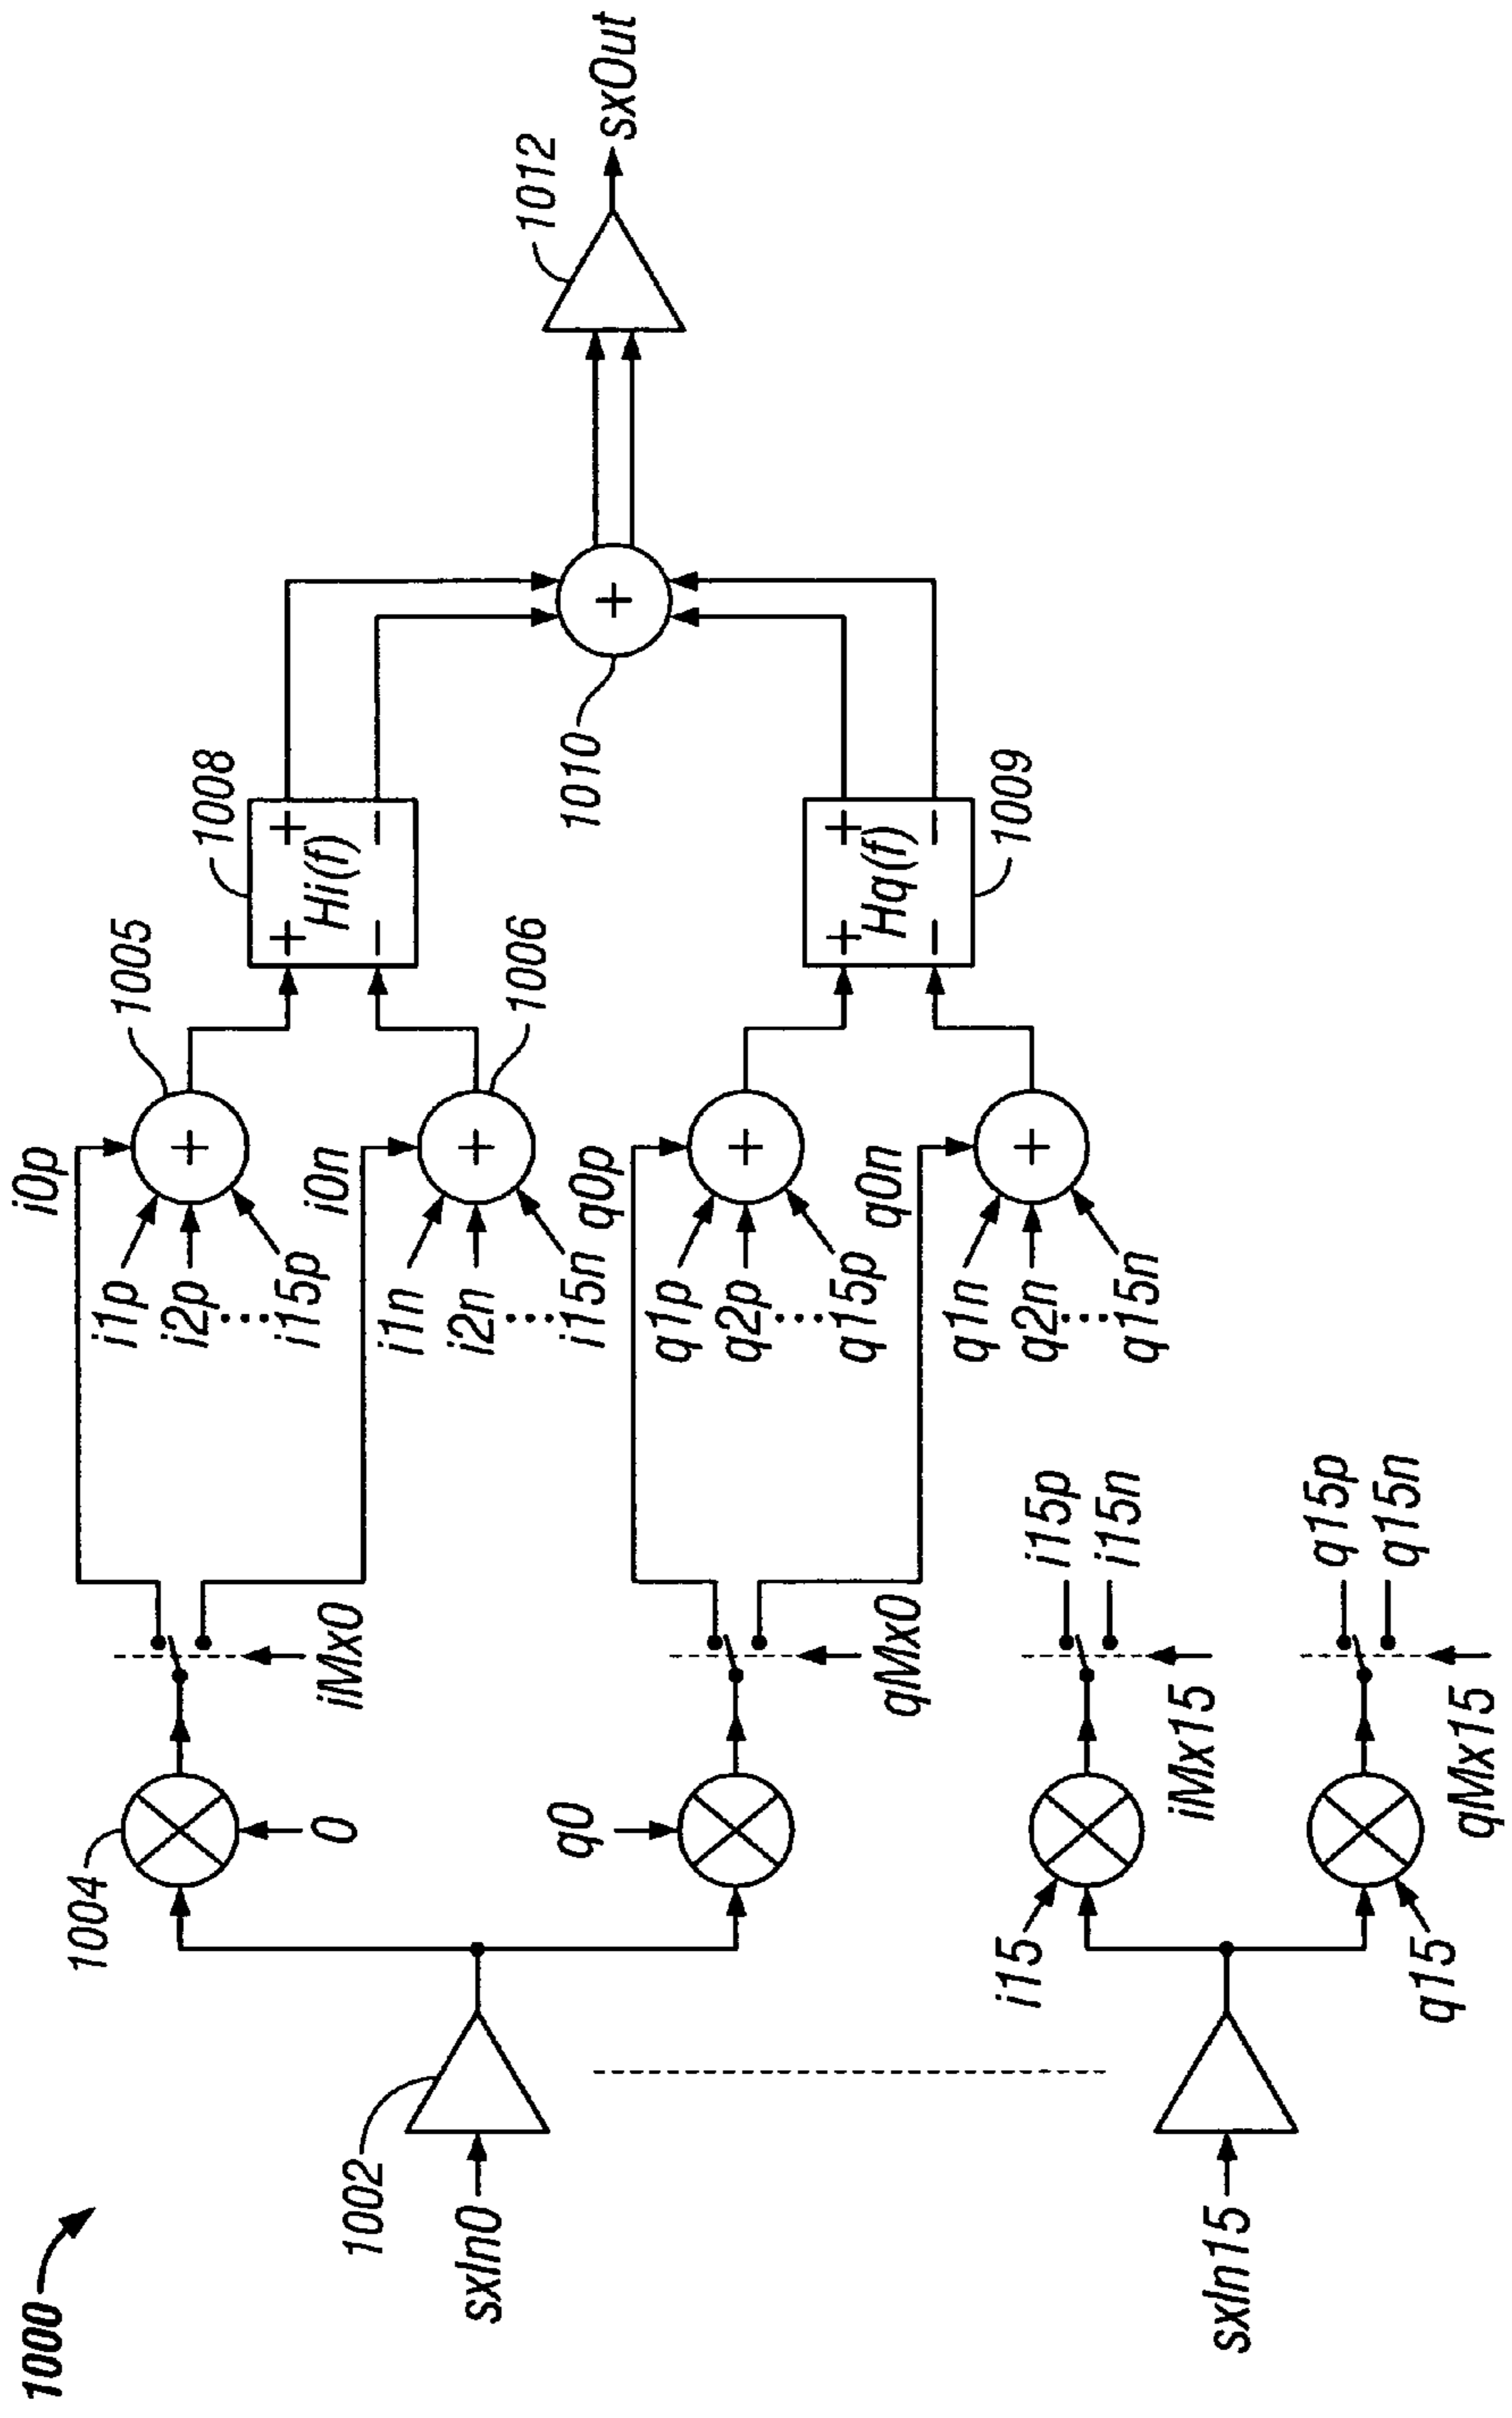 1000
sxIn0
1002
1004
0
iMx0
i0p
i1p
i2p
i15p
1005
i0n
i1n
i2n
i15n
1006
+
+
+ +
Hi(f)
- -
1008
q0
qMx0
q0p
q1p
q2p
q15p
q0n
q1n
q2n
q15n
+
+
+ +
Hq(f)
- -
1009
+
1010
1012
sxOut
sxIn15
i15
iMx15
i15p
i15n
q15
qMx15
q15p
q15n